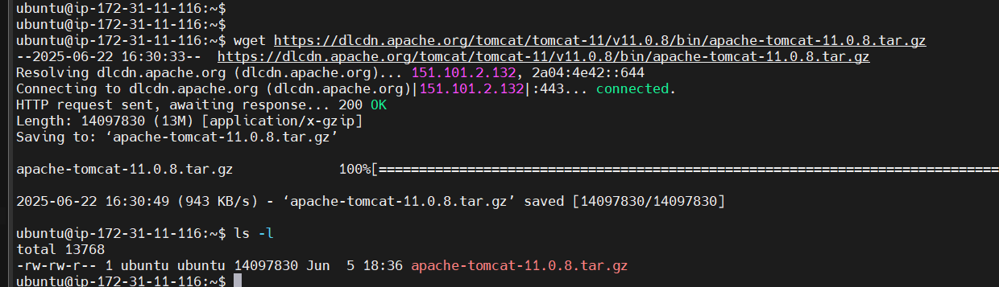 ubuntu@ip-172-31-11-116:~$
ubuntu@ip-172-31-11-116:~$
ubuntu@ip-172-31-11-116:~$ wget https://dlcdn.apache.org/tomcat/tomcat-11/v11.0.8/bin/apache-tomcat-11.0.8.tar.gz
--2025-06-22 16:30:33--  https://dlcdn.apache.org/tomcat/tomcat-11/v11.0.8/bin/apache-tomcat-11.0.8.tar.gz
Resolving dlcdn.apache.org (dlcdn.apache.org)... 151.101.2.132, 2a04:4e42::644
Connecting to dlcdn.apache.org (dlcdn.apache.org)|151.101.2.132|:443... connected.
HTTP request sent, awaiting response... 200 OK
Length: 14097830 (13M) [application/x-gzip]
Saving to: ‘apache-tomcat-11.0.8.tar.gz’
apache-tomcat-11.0.8.tar.gz             100%[=============================================================================
2025-06-22 16:30:49 (943 KB/s) - ‘apache-tomcat-11.0.8.tar.gz’ saved [14097830/14097830]
ubuntu@ip-172-31-11-116:~$ ls -l
total 13768
-rw-rw-r-- 1 ubuntu ubuntu 14097830 Jun  5 18:36 apache-tomcat-11.0.8.tar.gz
ubuntu@ip-172-31-11-116:~$